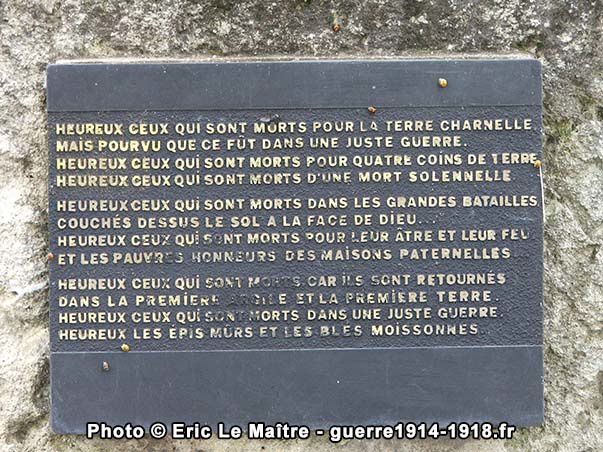 HEUREUX CEUX QUI SONT MORTS POUR LA TERRE CHARNELLE
MAIS POURVU QUE CE FÛT DANS UNE JUSTE GUERRE.
HEUREUX CEUX QUI SONT MORTS POUR QUATRE COINS DE TERRE
HEUREUX CEUX QUI SONT MORTS D'UNE MORT SOLENNELLE
HEUREUX CEUX QUI SONT MORTS DANS LES GRANDES BATAILLES
COUCHÉS DESSUS LE SOL A LA FACE DE DIEU...
HEUREUX CEUX QUI SONT MORTS POUR LEUR ÂTRE ET LEUR FEU
ET LES PAUVRES HONNEURS DES MAISONS PATERNELLES
HEUREUX CEUX QUI SONT MORTS CAR ILS SONT RETOURNÉS
DANS LA PREMIÈRE ARGILE ET LA PREMIÈRE TERRE.
HEUREUX CEUX QUI SONT MORTS DANS UNE JUSTE GUERRE.
HEUREUX LES ÉPIS MÛRS ET LES BLÉS MOISSONNÉS.
Photo © Eric Le Maître - guerre1914-1918.fr